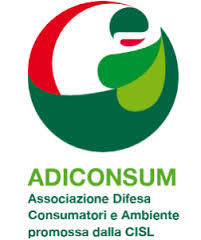 ADICONSUM
Associazione Difesa
Consumatori e Ambiente
promossa dalla CISL